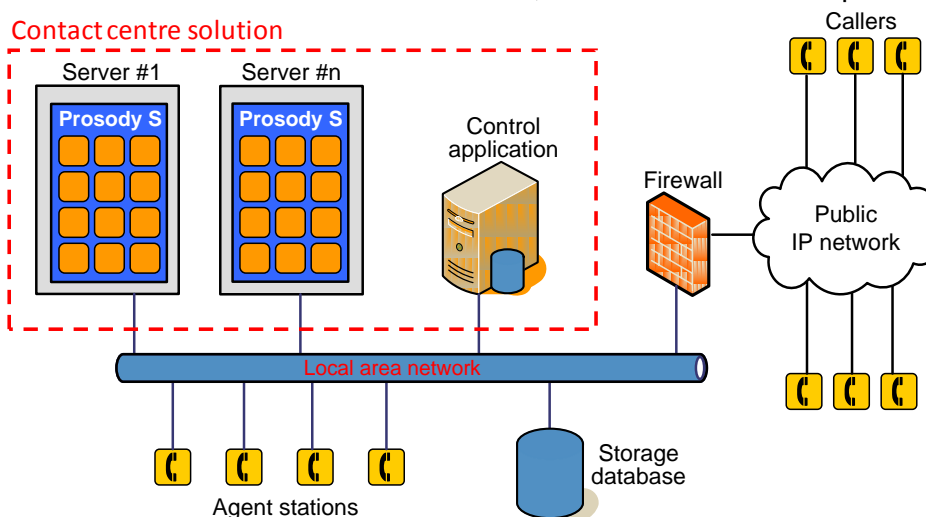 Callers
Contact centre solution
Server #1
Server #n
Prosody S
Prosody S
Control
application
Firewall
Public
IP network
Local area network
Storage
database
Agent stations